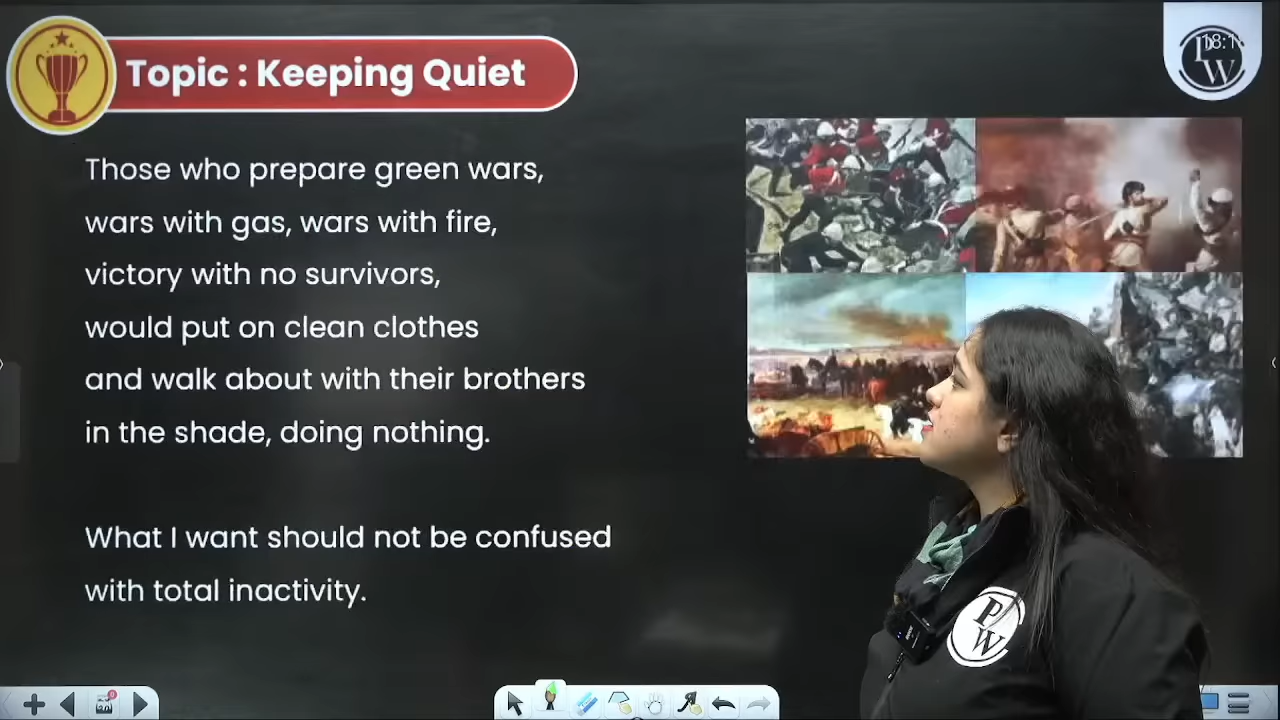 Topic : Keeping Quiet
18:1
PW
Those who prepare green wars,
wars with gas, wars with fire,
victory with no survivors,
would put on clean clothes
and walk about with their brothers
in the shade, doing nothing.
What I want should not be confused
with total inactivity.
PW